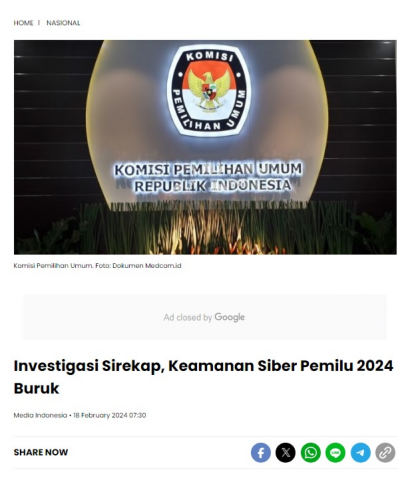 HOME | NASIONAL
KOMISI
PEMILIHAN UMUM
KOMISI PEMILIHAN UMUM
REPUBLIK INDONESIA
Komisi Pemilihan Umum. Foto: Dokumen Medcom.id
Ad closed by Google
Investigasi Sirekap, Keamanan Siber Pemilu 2024
Buruk
Media Indonesia • 18 February 2024 07:30
SHARE NOW